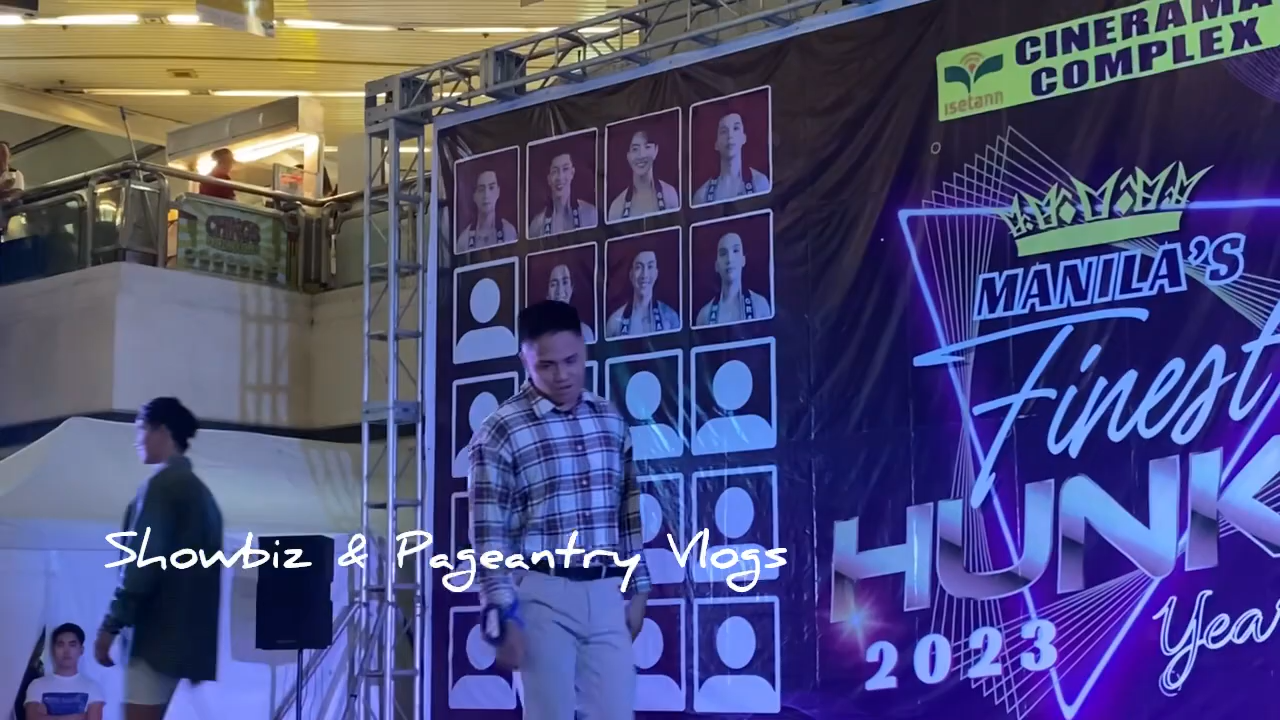 CINERAMA
COMPLEX
isetann
MANILA'S
Finest
HUNK
2023
Showbiz & Pageantry Vlogs